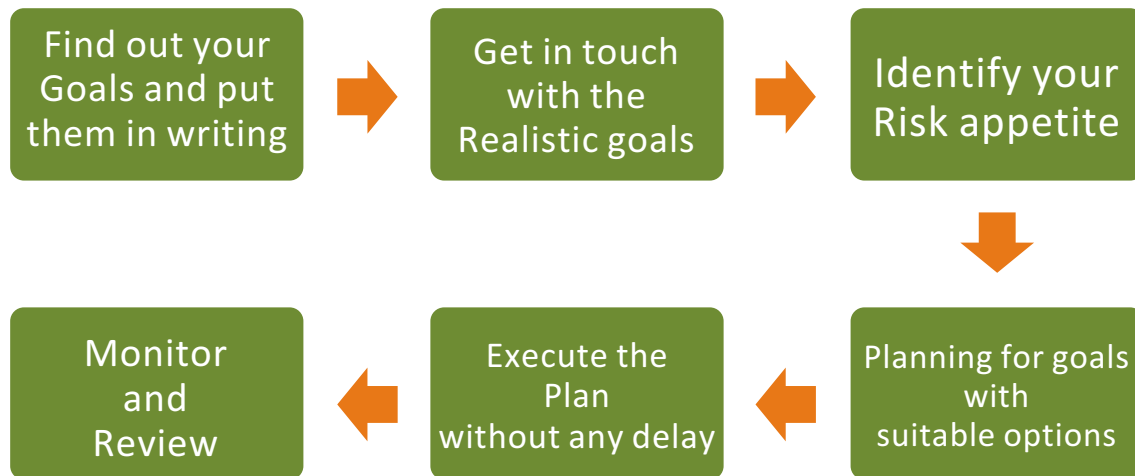 Find out your
Goals and put
them in writing
Get in touch
with the
Realistic goals
Identify your
Risk appetite
Planning for goals
with
suitable options
Execute the
Plan
without any delay
Monitor
and
Review